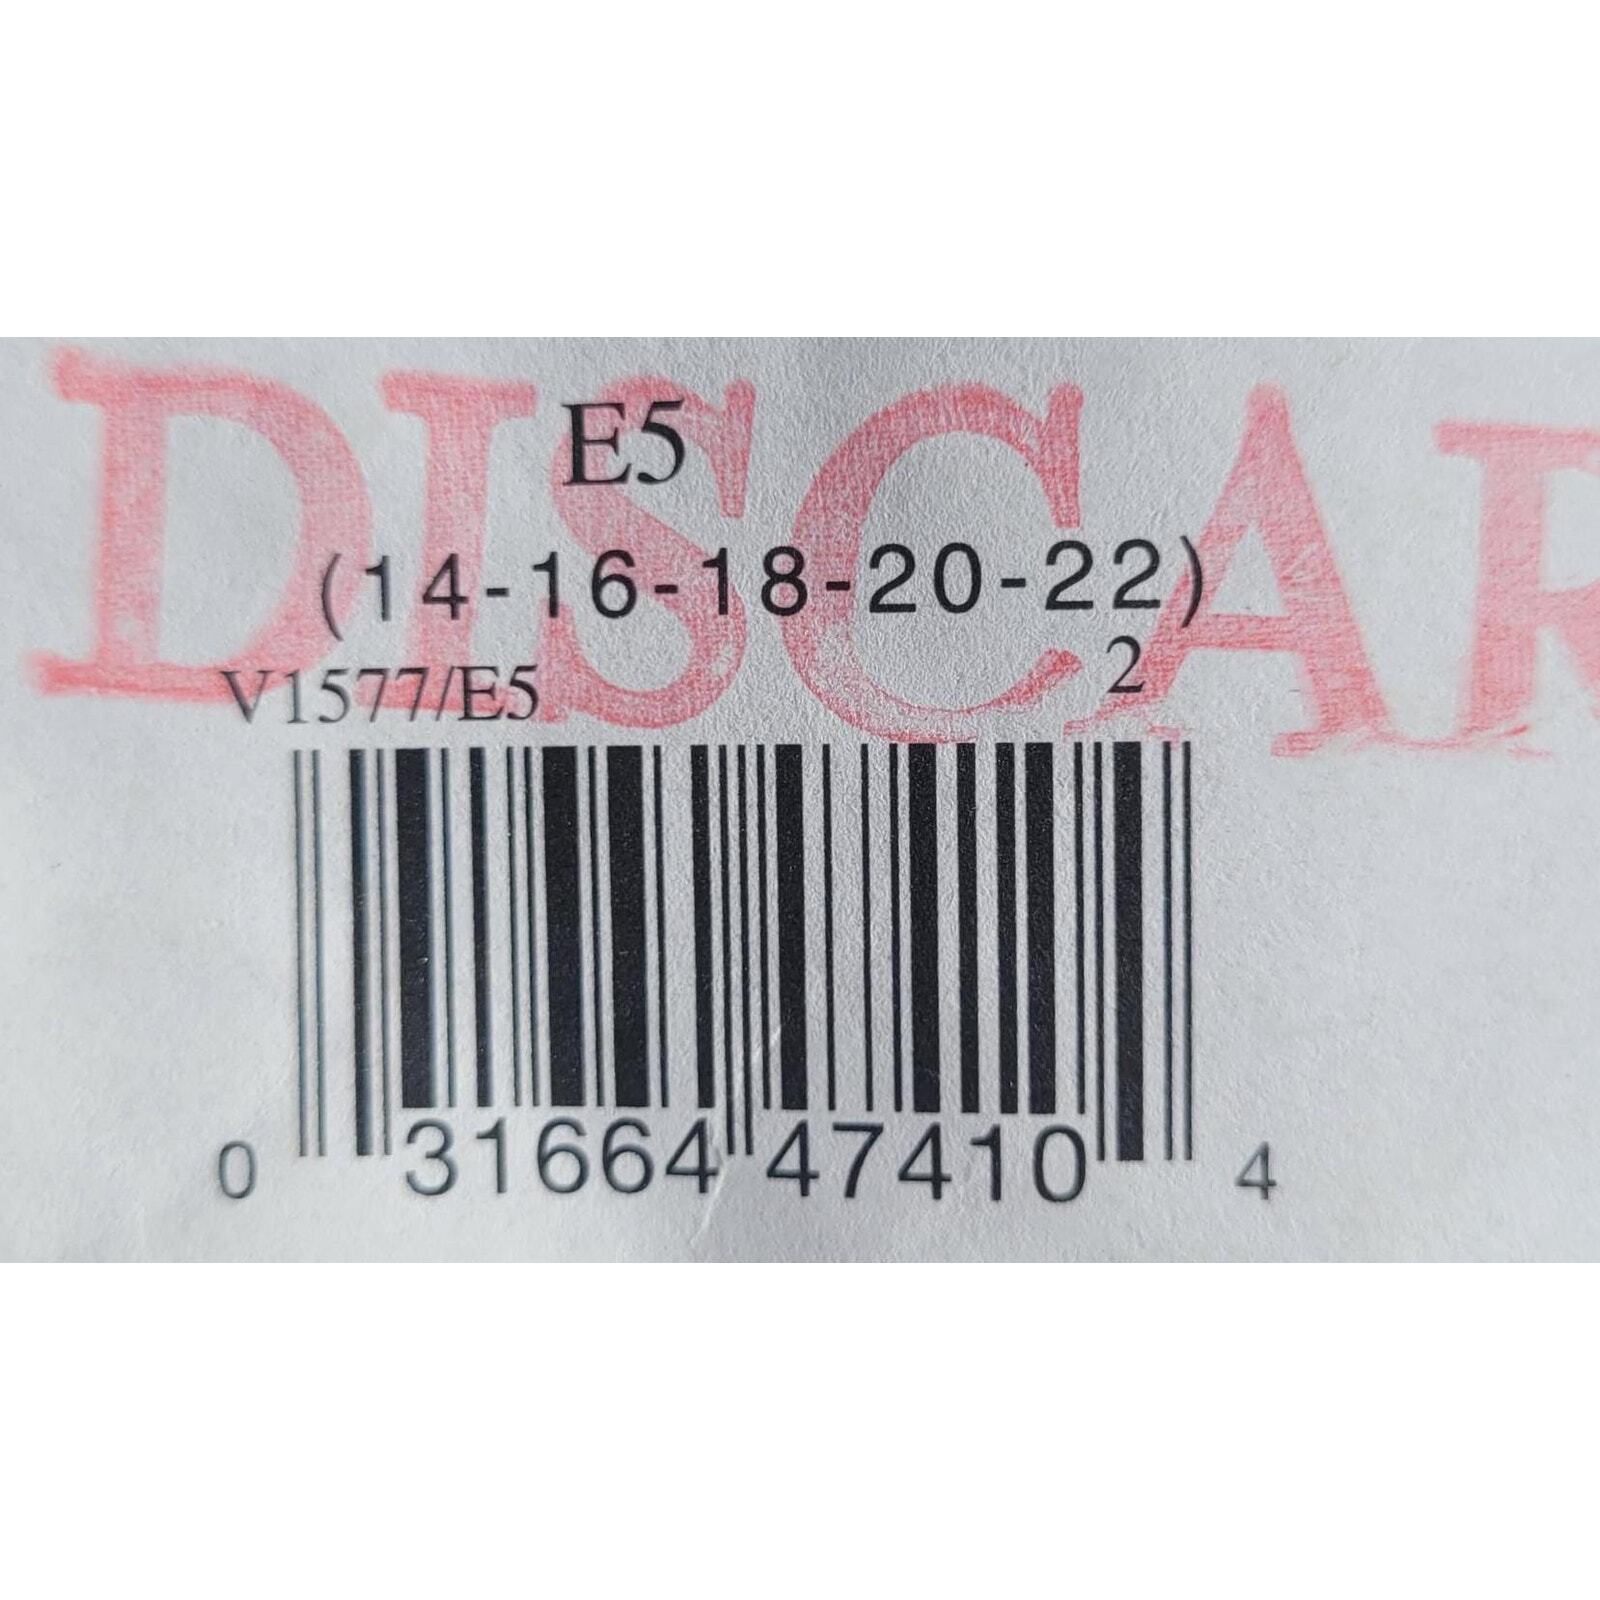 DISCAR
E5
(14-16-18-20-22)
V1577/E5 2
0 31664 47410 4